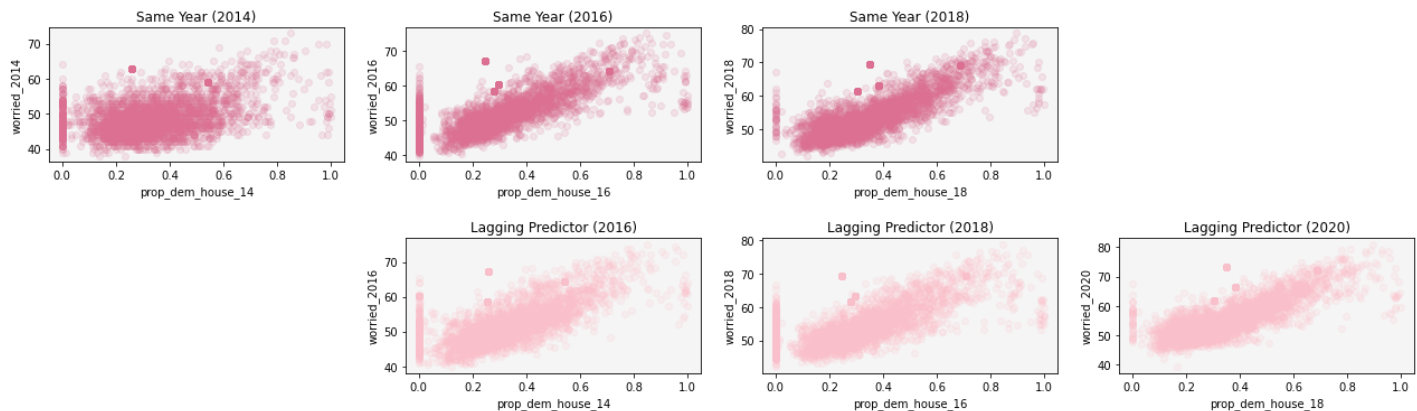 Same Year (2014)
worried_2014
70
60
50
40
0.0 0.2 0.4 0.6 0.8 1.0
prop_dem_house_14
Same Year (2016)
worried_2016
70
60
50
40
0.0 0.2 0.4 0.6 0.8 1.0
prop_dem_house_16
Same Year (2018)
worried_2018
80
70
60
50
0.0 0.2 0.4 0.6 0.8 1.0
prop_dem_house_18
Lagging Predictor (2016)
worried_2016
70
60
50
40
0.0 0.2 0.4 0.6 0.8 1.0
prop_dem_house_14
Lagging Predictor (2018)
worried_2018
80
70
60
50
0.0 0.2 0.4 0.6 0.8 1.0
prop_dem_house_16
Lagging Predictor (2020)
worried_2020
80
70
60
50
40
0.0 0.2 0.4 0.6 0.8 1.0
prop_dem_house_18